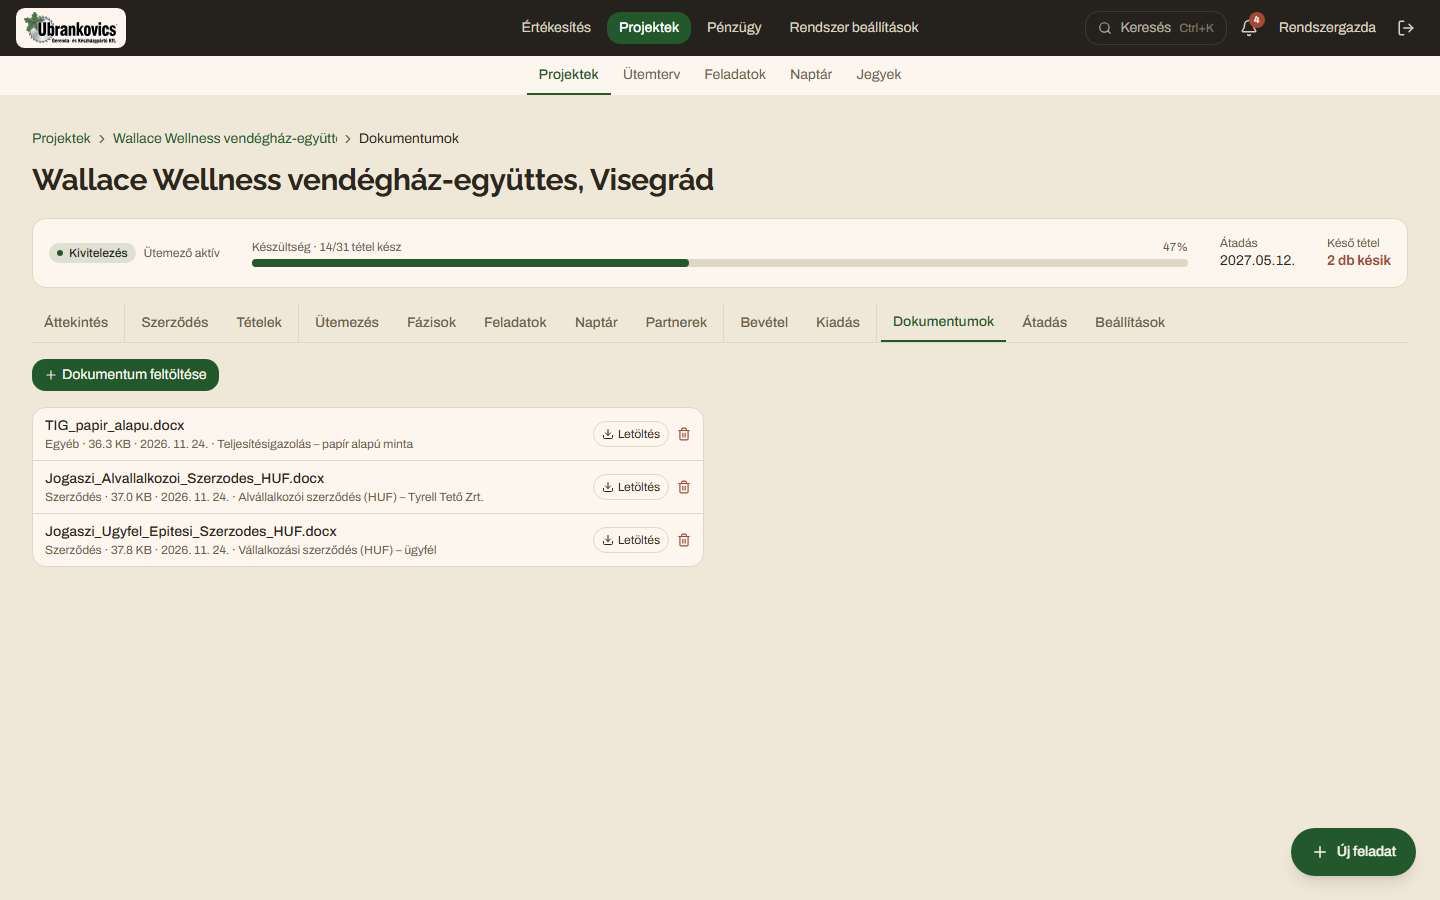 Ubrankovics
Gerenda- és Készházgyártó Kft.
Értékesítés
Projektek
Pénzügy
Rendszer beállítások
Keresés Ctrl+K
4
Rendszergazda
Projektek
Ütemterv
Feladatok
Naptár
Jegyek
Projektek > Wallace Wellness vendégház-együtt > Dokumentumok
Wallace Wellness vendégház-együttes, Visegrád
Kivitelezés
Ütemező aktív
Készültség · 14/31 tétel kész
47%
Átadás
2027.05.12.
Késő tétel
2 db késik
Áttekintés
Szerződés
Tételek
Ütemezés
Fázisok
Feladatok
Naptár
Partnerek
Bevétel
Kiadás
Dokumentumok
Átadás
Beállítások
+ Dokumentum feltöltése
TIG_papir_alapu.docx
Egyéb · 36.3 KB · 2026. 11. 24. · Teljesítésigazolás – papír alapú minta
Letöltés
Jogaszi_Alvallalkozoi_Szerzodes_HUF.docx
Szerződés · 37.0 KB · 2026. 11. 24. · Alvállalkozói szerződés (HUF) – Tyrell Tető Zrt.
Letöltés
Jogaszi_Ugyfel_Epitesi_Szerzodes_HUF.docx
Szerződés · 37.8 KB · 2026. 11. 24. · Vállalkozási szerződés (HUF) – ügyfél
Letöltés
+ Új feladat